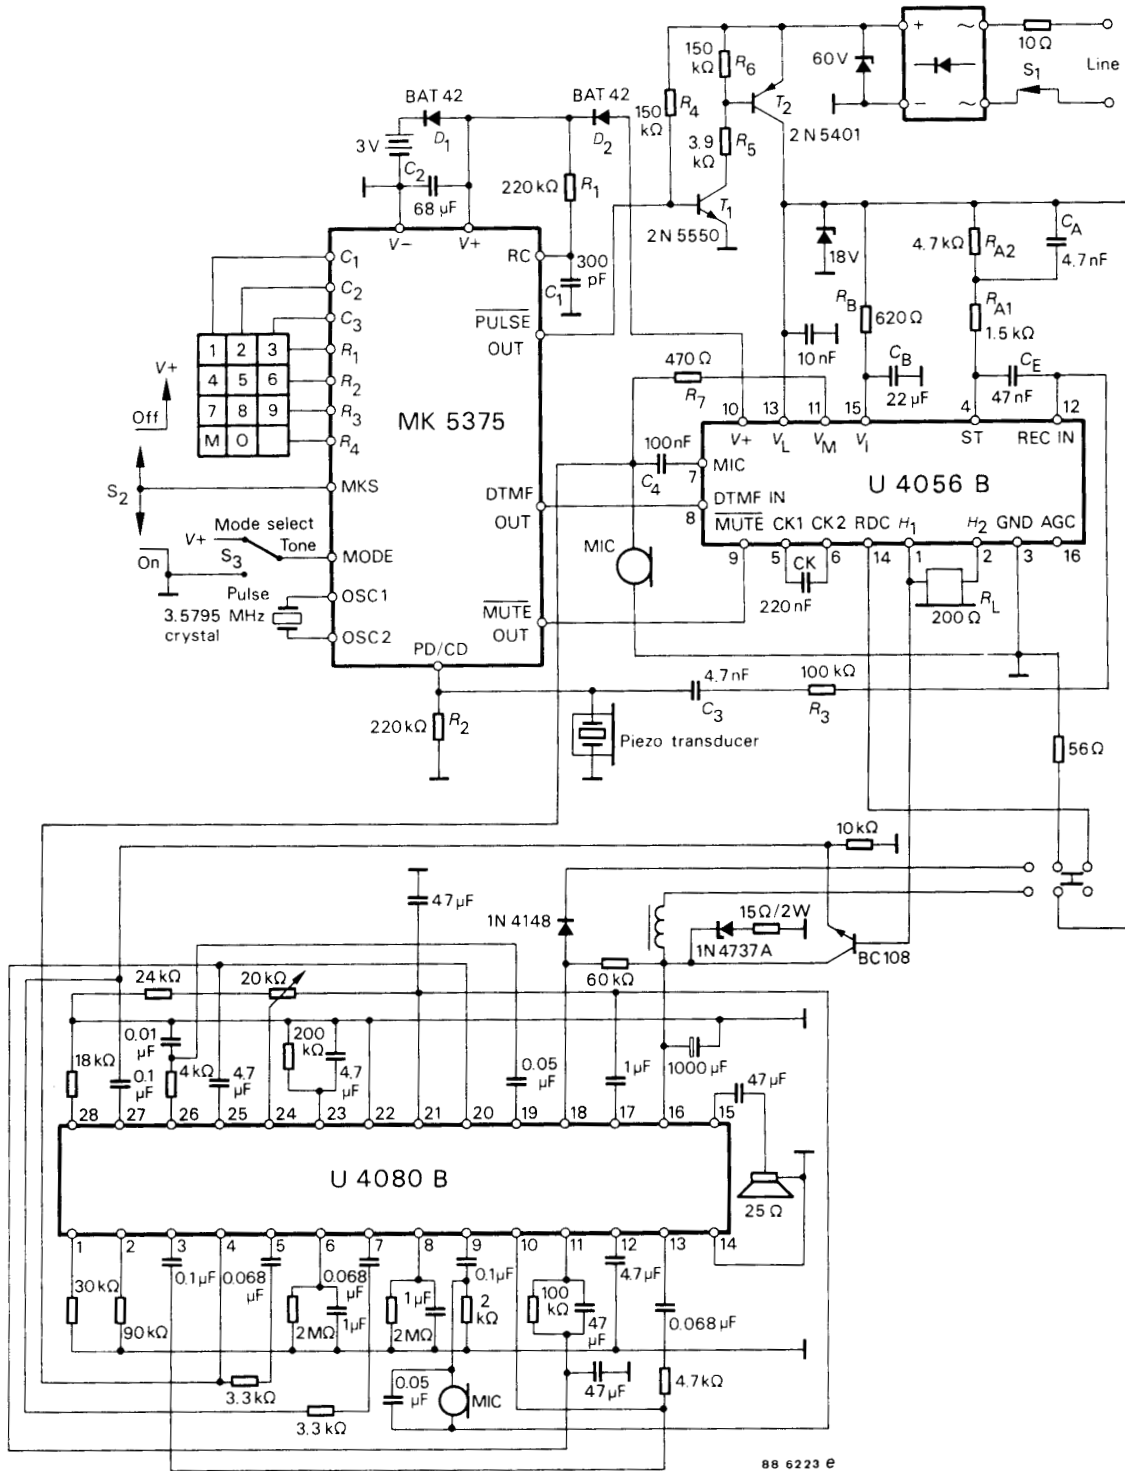 10 Ω
Line
S1
+ ~
− ~
60 V
150 kΩ R6
R4
150 kΩ
T2
2 N 5401
3.9 kΩ R5
T1
2 N 5550
BAT 42
D1
BAT 42
D2
3V
C2
68 µF
220 kΩ R1
V− V+
RC
300 pF
C1
C1
C2
C3
R1
R2
R3
R4
1 2 3
4 5 6
7 8 9
M O
V+
Off
S2
On
MKS
Mode select
V+ Tone
S3
Pulse
MODE
3.5795 MHz
crystal
OSC1
OSC2
PD/CD
MK 5375
PULSE
OUT
DTMF
OUT
MUTE
OUT
18V
4.7 kΩ RA2
CA
4.7 nF
RB
620 Ω
RA1
1.5 kΩ
10 nF
CB
22 µF
CE
47 nF
470 Ω
R7
100 nF
C4
10 13 11 15 4 12
V+ VL VM VI ST REC IN
7 MIC
U 4056 B
8 DTMF IN
MUTE CK1 CK2 RDC H1 H2 GND AGC
9 5 6 14 1 2 3 16
MIC
CK
220 nF
RL
200 Ω
220 kΩ R2
4.7 nF
C3
100 kΩ
R3
Piezo transducer
56 Ω
10 kΩ
47 µF
1N 4148
15 Ω/2W
1N 4737A
BC 108
60 kΩ
24 kΩ
20 kΩ
18 kΩ
0.01 µF
0.1 µF
4 kΩ
4.7 µF
200 kΩ
4.7 µF
0.05 µF
1 µF
1000 µF
47 µF
28 27 26 25 24 23 22 21 20 19 18 17 16 15
U 4080 B
25 Ω
1 2 3 4 5 6 7 8 9 10 11 12 13 14
30 kΩ
90 kΩ
0.1 µF
0.068 µF
2 MΩ
0.068 µF
1 µF
1 µF
2 MΩ
0.1 µF
2 kΩ
100 kΩ
47 µF
4.7 µF
0.068 µF
3.3 kΩ
3.3 kΩ
0.05 µF
MIC
47 µF
4.7 kΩ
88 6223 e